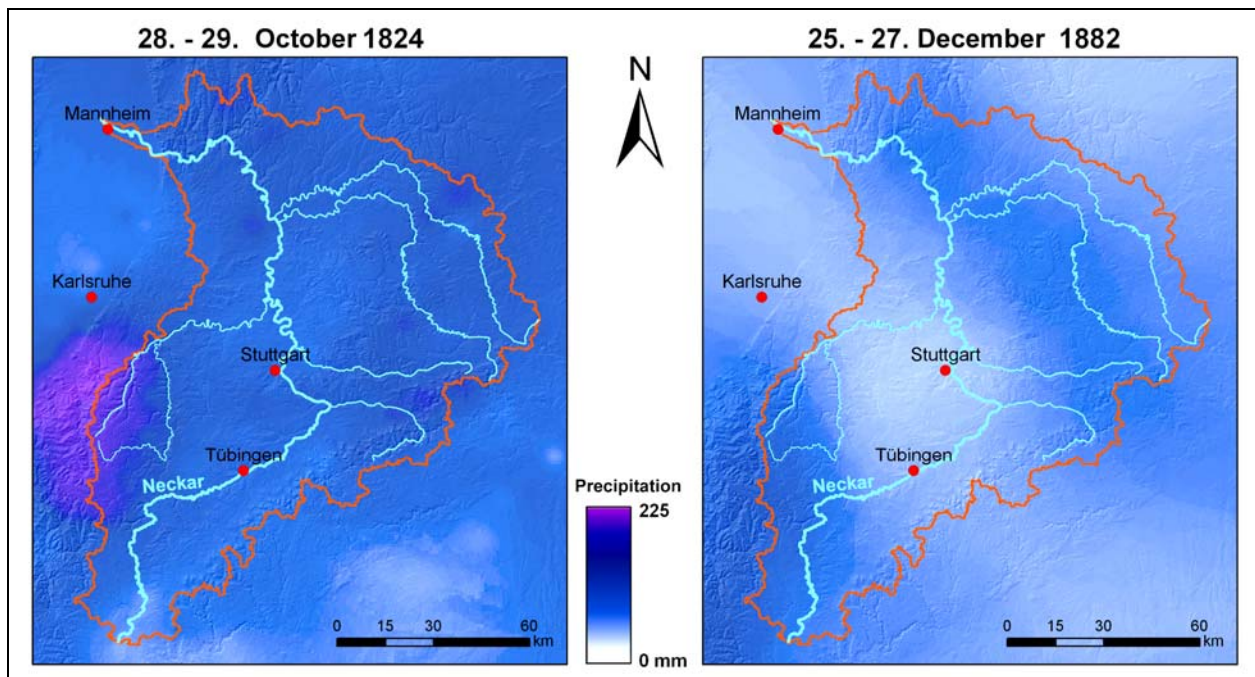 28. - 29. October 1824
Mannheim
Karlsruhe
Stuttgart
Tübingen
Neckar
0 15 30 60
km
N
Precipitation
225
0 mm
25. - 27. December 1882
Mannheim
Karlsruhe
Stuttgart
Tübingen
Neckar
0 15 30 60
km